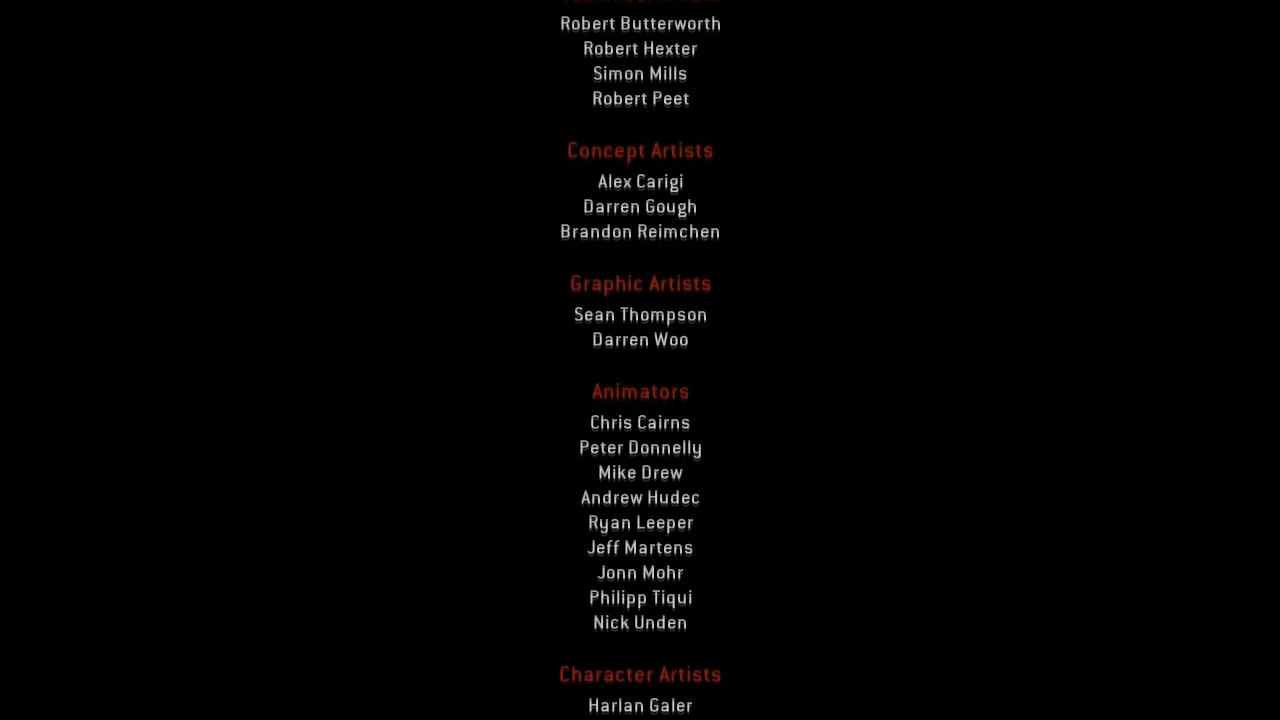 Robert Butterworth
Robert Hexter
Simon Mills
Robert Peet
Concept Artists
Alex Carigi
Darren Gough
Brandon Reimchen
Graphic Artists
Sean Thompson
Darren Woo
Animators
Chris Cairns
Peter Donnelly
Mike Drew
Andrew Hudec
Ryan Leeper
Jeff Martens
Jonn Mohr
Philipp Tiqui
Nick Unden
Character Artists
Harlan Galer